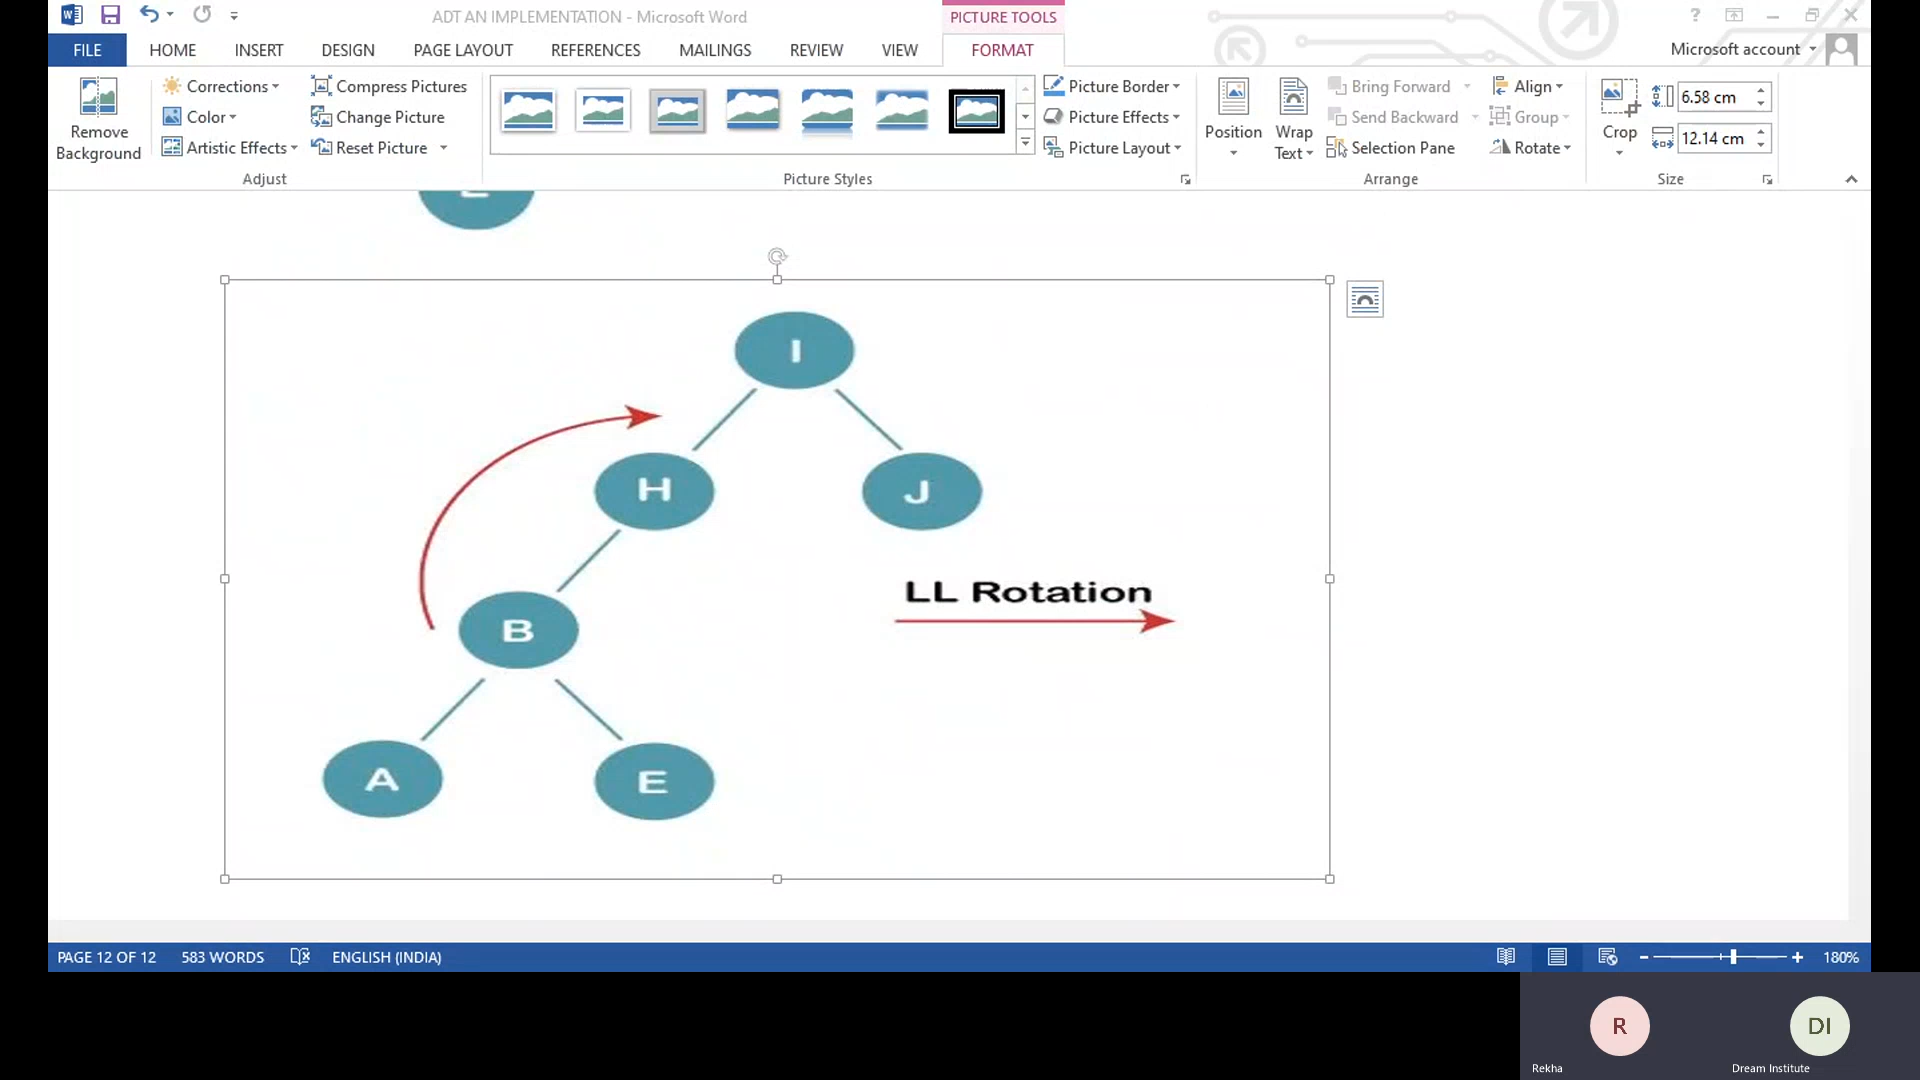 ADT AN IMPLEMENTATION - Microsoft Word
PICTURE TOOLS
?
FILE
HOME
INSERT
DESIGN
PAGE LAYOUT
REFERENCES
MAILINGS
REVIEW
VIEW
FORMAT
Microsoft account
Remove
Background
Corrections
Color
Artistic Effects
Compress Pictures
Change Picture
Reset Picture
Adjust
Picture Styles
Picture Border
Picture Effects
Picture Layout
Position
Wrap
Text
Bring Forward
Send Backward
Selection Pane
Align
Group
Rotate
Arrange
Crop
6.58 cm
12.14 cm
Size
I
H
J
LL Rotation
B
A
E
PAGE 12 OF 12
583 WORDS
ENGLISH (INDIA)
180%
R
DI
Rekha
Dream Institute